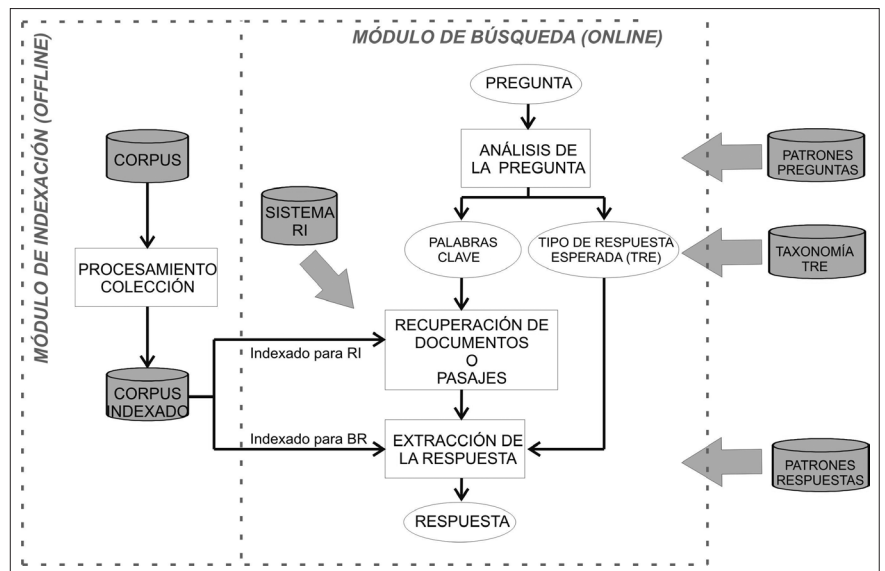 MÓDULO DE INDEXACIÓN (OFFLINE)
MÓDULO DE BÚSQUEDA (ONLINE)
CORPUS
PROCESAMIENTO
COLECCIÓN
CORPUS
INDEXADO
SISTEMA
RI
Indexado para RI
Indexado para BR
PREGUNTA
ANÁLISIS DE
LA PREGUNTA
PALABRAS
CLAVE
TIPO DE RESPUESTA
ESPERADA (TRE)
RECUPERACIÓN DE
DOCUMENTOS
O
PASAJES
EXTRACCIÓN DE
LA RESPUESTA
RESPUESTA
PATRONES
PREGUNTAS
TAXONOMÍA
TRE
PATRONES
RESPUESTAS